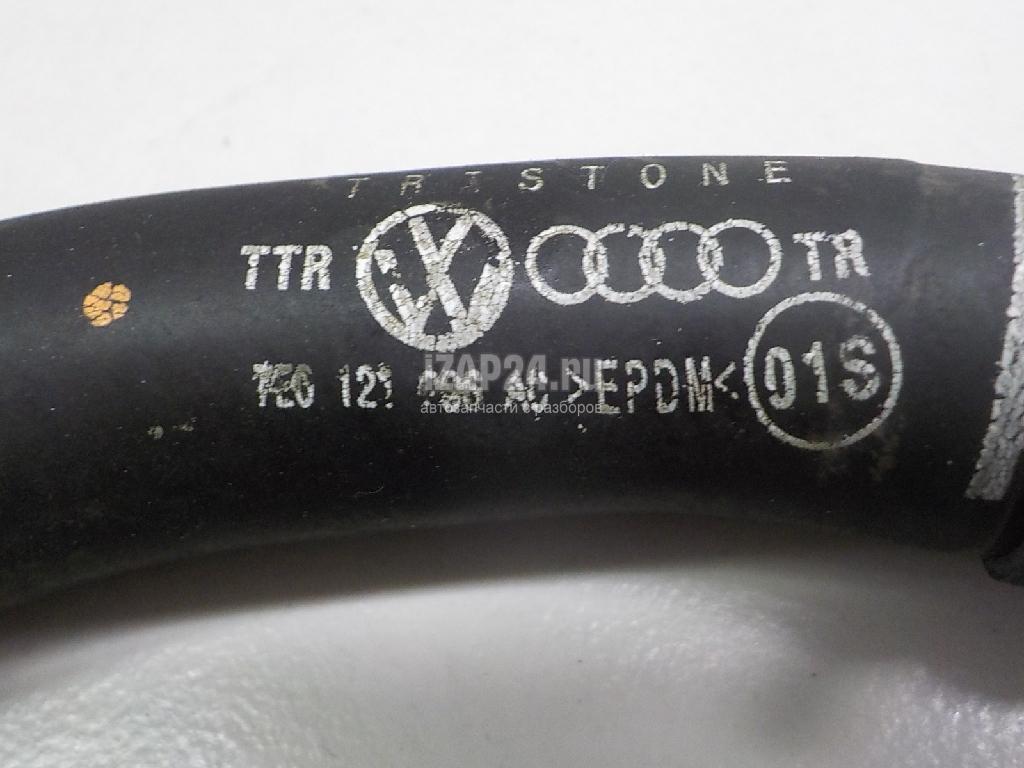 TRISTONE
TTR TR
7E0 121 AC >EPDM< 01S
iZAP24.ru
автозапчасти с разборов